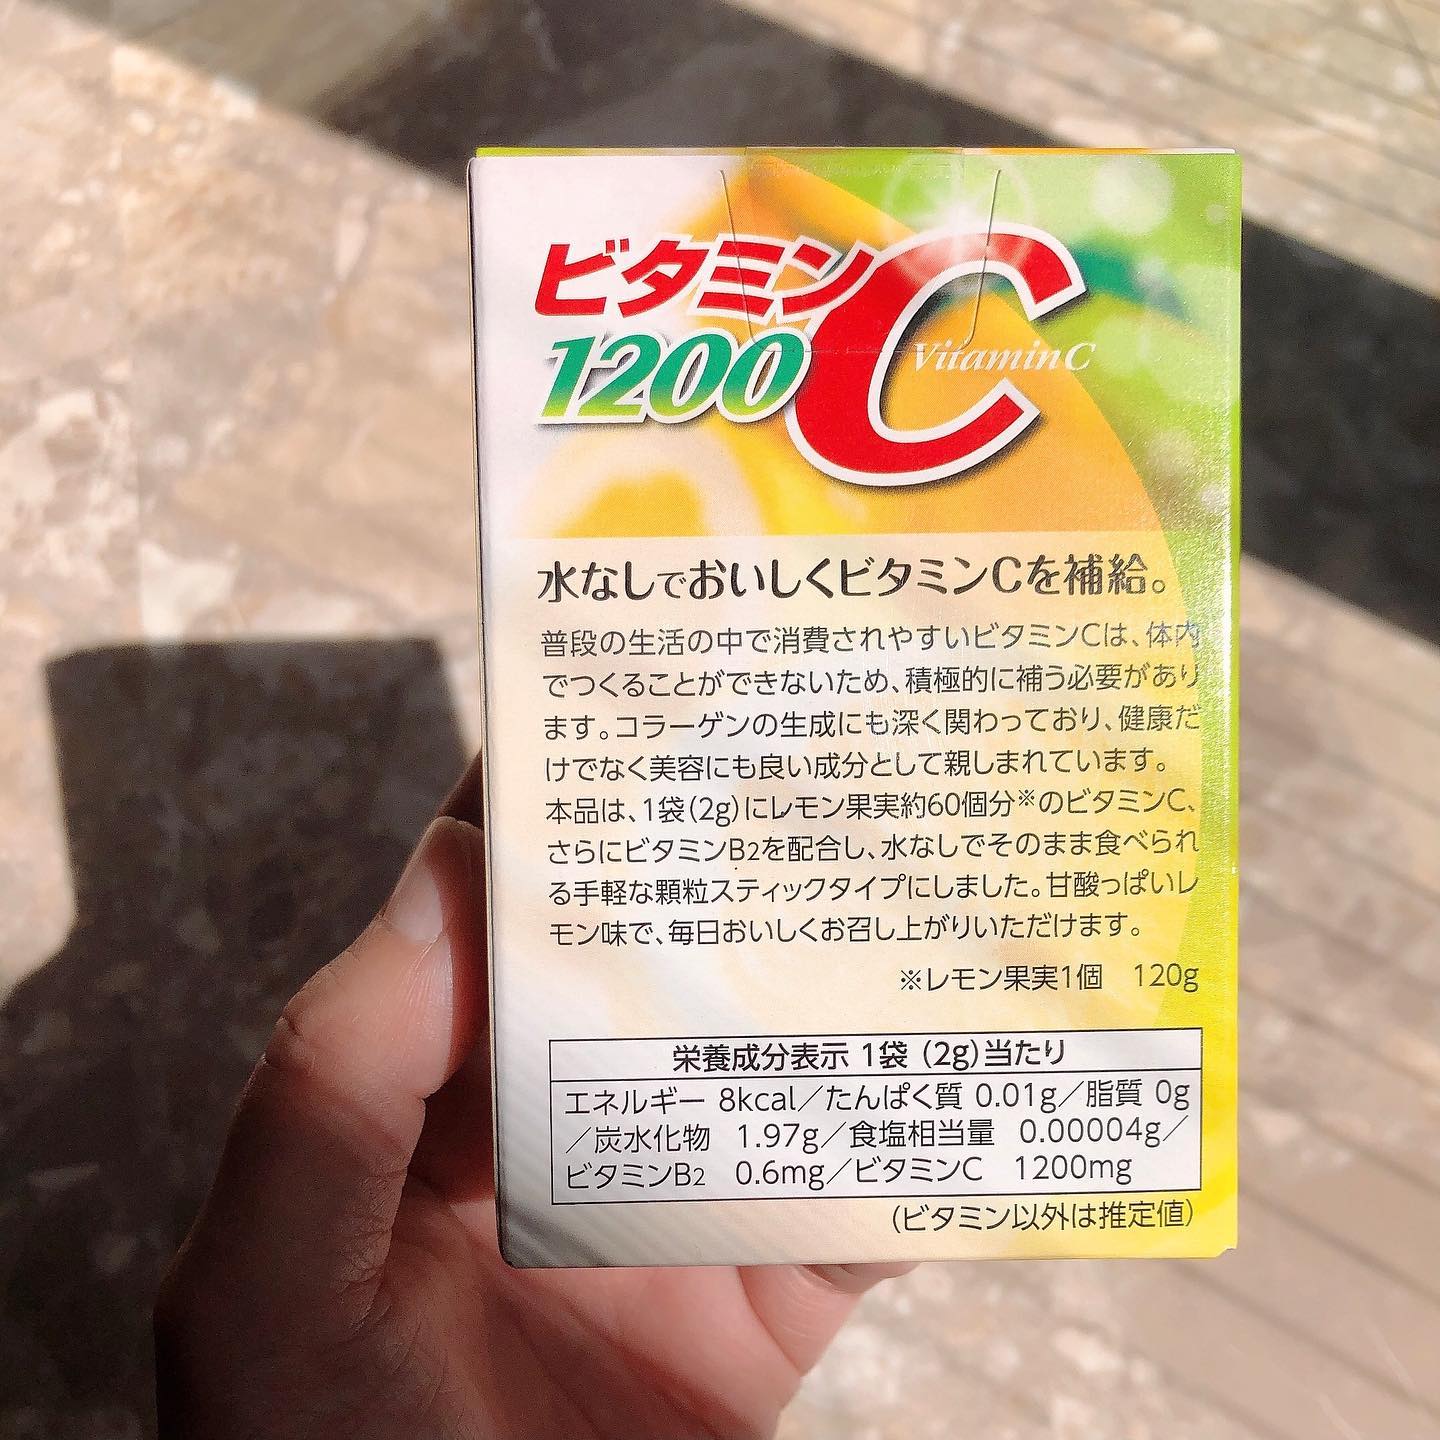 ビタミンC
1200
VitaminC
水なしでおいしくビタミンCを補給。
普段の生活の中で消費されやすいビタミンCは、体内
でつくることができないため、積極的に補う必要があり
ます。コラーゲンの生成にも深く関わっており、健康だ
けでなく美容にも良い成分として親しまれています。
本品は、1袋(2g)にレモン果実約60個分※のビタミンC、
さらにビタミンB2を配合し、水なしでそのまま食べられ
る手軽な顆粒スティックタイプにしました。甘酸っぱいレ
モン味で、毎日おいしくお召し上がりいただけます。
※レモン果実1個 120g
栄養成分表示 1袋 (2g)当たり
エネルギー 8kcal／たんぱく質 0.01g／脂質 0g
／炭水化物 1.97g／食塩相当量 0.00004g／
ビタミンB2 0.6mg／ビタミンC 1200mg
(ビタミン以外は推定値)